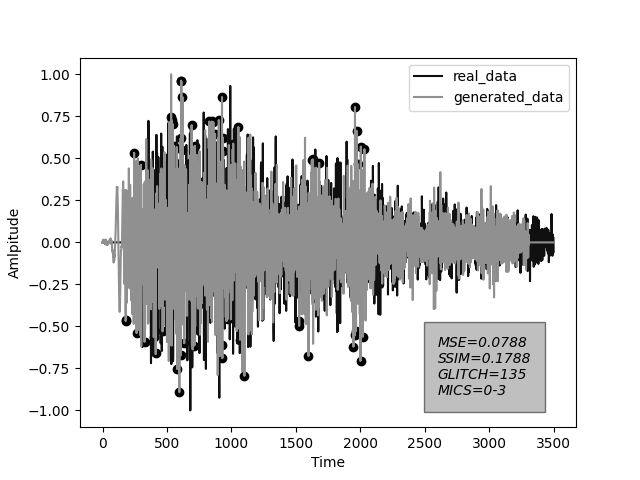 real_data
generated_data
1.00
0.75
0.50
0.25
0.00
−0.25
−0.50
−0.75
−1.00
Amlpitude
MSE=0.0788
SSIM=0.1788
GLITCH=135
MICS=0-3
0 500 1000 1500 2000 2500 3000 3500
Time